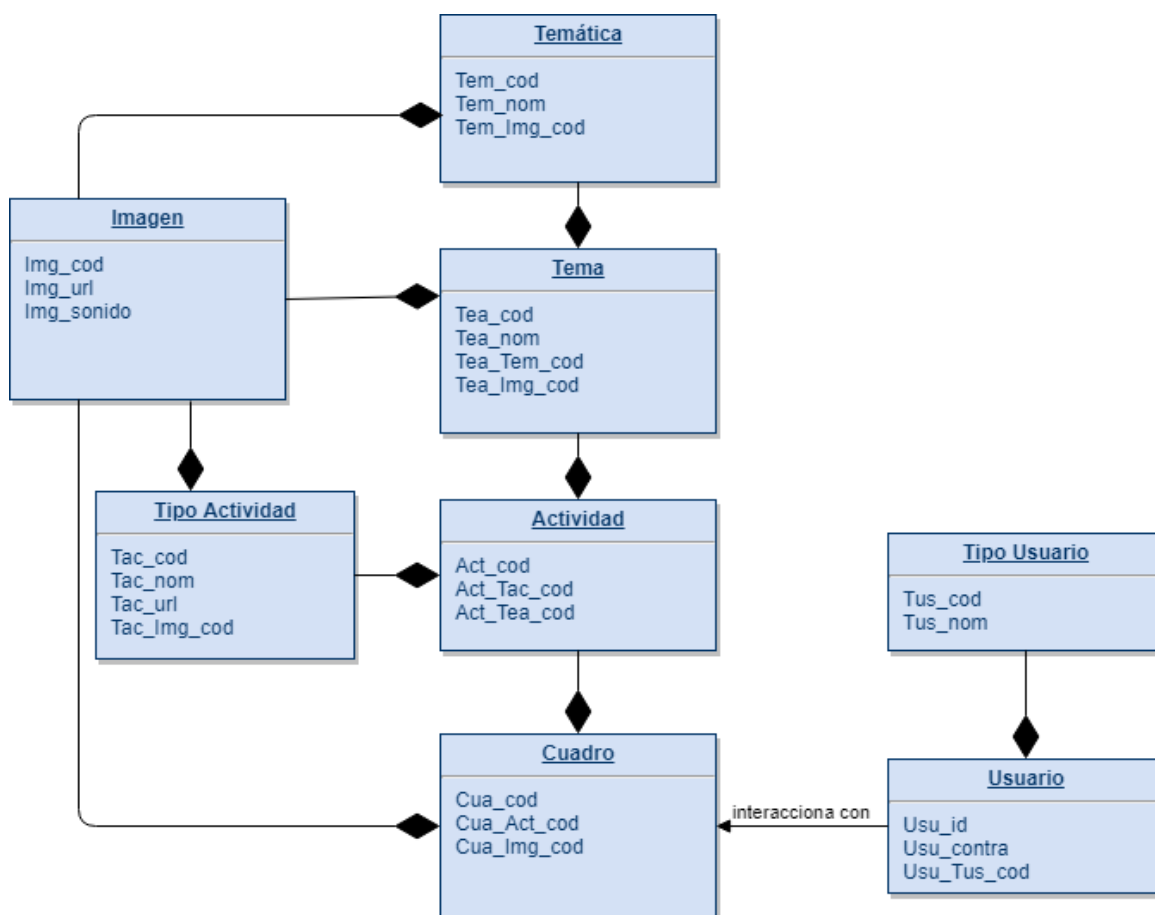 Temática
Tem_cod
Tem_nom
Tem_Img_cod
Imagen
Img_cod
Img_url
Img_sonido
Tema
Tea_cod
Tea_nom
Tea_Tem_cod
Tea_Img_cod
Tipo Actividad
Tac_cod
Tac_nom
Tac_url
Tac_Img_cod
Actividad
Act_cod
Act_Tac_cod
Act_Tea_cod
Tipo Usuario
Tus_cod
Tus_nom
Cuadro
Cua_cod
Cua_Act_cod
Cua_Img_cod
interacciona con
Usuario
Usu_id
Usu_contra
Usu_Tus_cod